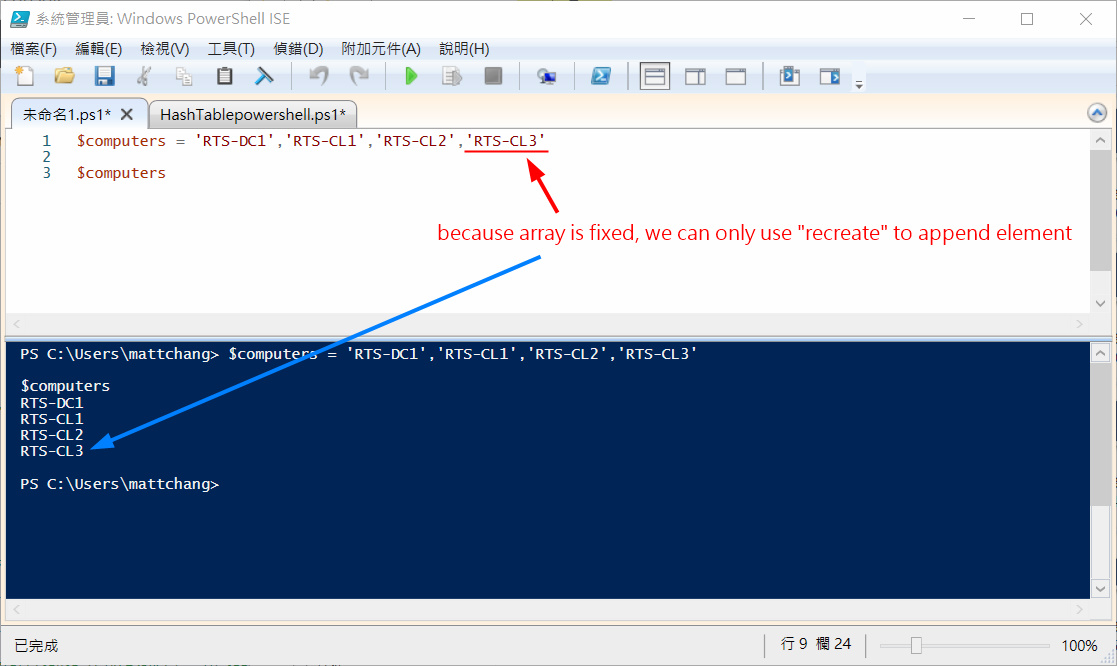 系統管理員: Windows PowerShell ISE
檔案(F) 編輯(E) 檢視(V) 工具(T) 偵錯(D) 附加元件(A) 說明(H)
未命名1.ps1* HashTablepowershell.ps1*
1 $computers = 'RTS-DC1','RTS-CL1','RTS-CL2','RTS-CL3'
2
3 $computers
because array is fixed, we can only use "recreate" to append element
PS C:\Users\mattchang> $computers = 'RTS-DC1','RTS-CL1','RTS-CL2','RTS-CL3'
$computers
RTS-DC1
RTS-CL1
RTS-CL2
RTS-CL3
PS C:\Users\mattchang>
已完成 行 9 欄 24 100%